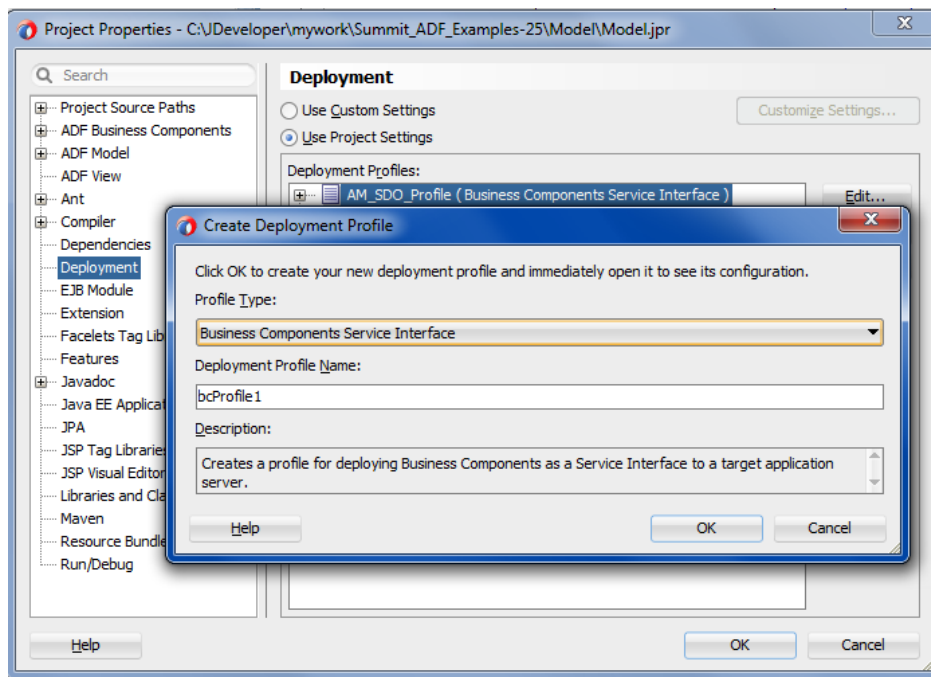 Project Properties - C:\JDeveloper\mywork\Summit_ADF_Examples-25\Model\Model.jpr
Search
Project Source Paths
ADF Business Components
ADF Model
ADF View
Ant
Compiler
Dependencies
Deployment
EJB Module
Extension
Facelets Tag Lib
Features
Javadoc
Java EE Applicat
JPA
JSP Tag Libraries
JSP Visual Editor
Libraries and Cla
Maven
Resource Bundle
Run/Debug
Deployment
Use Custom Settings
Customize Settings...
Use Project Settings
Deployment Profiles:
AM_SDO_Profile ( Business Components Service Interface )
Edit...
Create Deployment Profile
Click OK to create your new deployment profile and immediately open it to see its configuration.
Profile Type:
Business Components Service Interface
Deployment Profile Name:
bcProfile1
Description:
Creates a profile for deploying Business Components as a Service Interface to a target application
server.
Help
OK
Cancel
Help
OK
Cancel